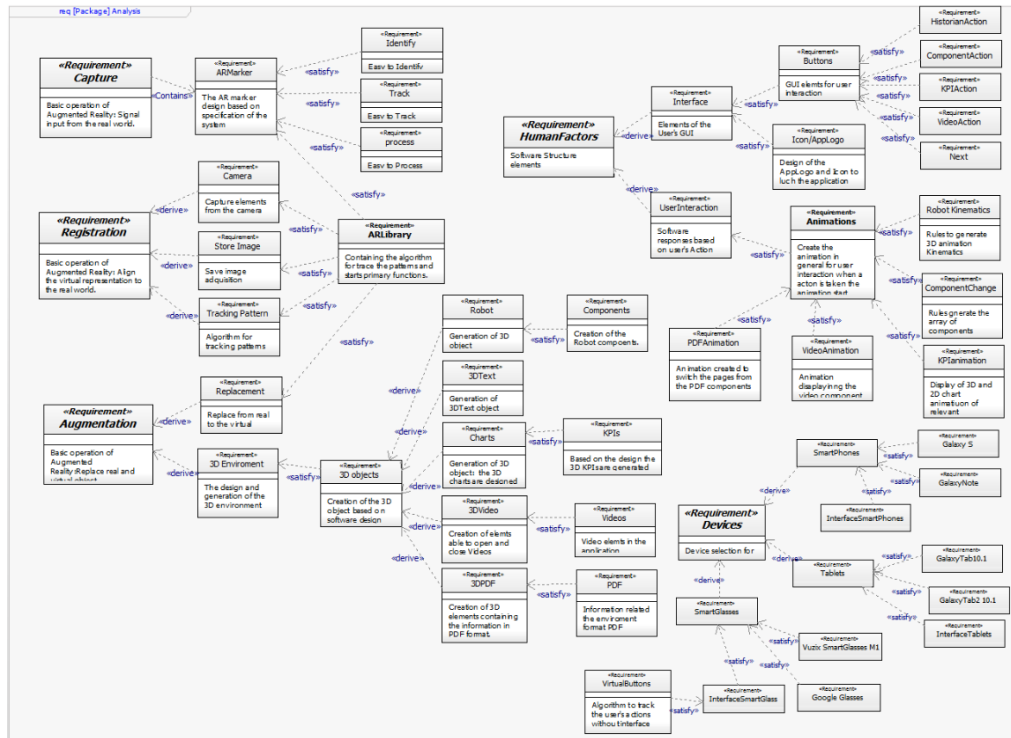 req [Package] Analysis
«Requirement»
Capture
Basic operation of
Augmented Reality: Signal
input from the real world.
«Contains»
«Requirement»
ARMarker
The AR marker
design based on
specification of the
system
«Requirement»
Identify
Easy to Identify
«satisfy»
«Requirement»
Track
Easy to Track
«satisfy»
«Requirement»
process
Easy to Process
«satisfy»
«satisfy»
«Requirement»
Registration
Basic operation of
Augmented Reality: Align
the virtual representation to
the real world.
«Requirement»
Camera
Capture elements
from the camera
«derive»
«satisfy»
«Requirement»
Store Image
Save image
adquisition
«derive»
«satisfy»
«Requirement»
Tracking Pattern
Algorithm for
tracking patterns
«derive»
«satisfy»
«Requirement»
ARLibrary
Containing the algorithm
for trace the patterns and
starts primary functions.
«satisfy»
«Requirement»
Augmentation
Basic operation of
Augmented
Reality:Replace real and
virtual object
«Requirement»
Replacement
Replace from real
to the virtual
«derive»
«Requirement»
3D Enviroment
The design and
generation of the
3D environment
«derive»
«satisfy»
«Requirement»
3D objects
Creation of the 3D
object based on
software design
«Requirement»
Robot
Generation of 3D
object
«derive»
«satisfy»
«Requirement»
Components
Creation of the
Robot compoents.
«Requirement»
3DText
Generation of
3DText object
«derive»
«Requirement»
Charts
Generation of 3D
object: the 3D
charts are designed
«derive»
«satisfy»
«Requirement»
KPIs
Based on the design the
3D KPIs are generated
«Requirement»
3DVideo
Creation of elemts
able to open and
close Videos
«derive»
«satisfy»
«Requirement»
Videos
Video elemts in the
application
«Requirement»
3DPDF
Creation of 3D
elements containing
the information in
PDF format.
«derive»
«satisfy»
«Requirement»
PDF
Information related
the enviroment
format PDF
«Requirement»
HumanFactors
Software Structure
elements
«Requirement»
Interface
Elements of the
User's GUI
«derive»
«Requirement»
Buttons
GUI elemts for user
interaction
«satisfy»
«Requirement»
Icon/AppLogo
Design of the
AppLogo and Icon to
luch the application
«satisfy»
«Requirement»
HistorianAction
«satisfy»
«Requirement»
ComponentAction
«satisfy»
«Requirement»
KPIAction
«satisfy»
«Requirement»
VideoAction
«satisfy»
«Requirement»
Next
«satisfy»
«Requirement»
UserInteraction
Software
responses based
on user's Action
«derive»
«satisfy»
«Requirement»
Animations
Create the
animation in
general for user
interaction when a
acton is taken the
animation start
«Requirement»
Robot Kinematics
Rules to generate
3D animation
Kinematics
«satisfy»
«Requirement»
ComponentChange
Rules gnerate the
array of
components
«satisfy»
«Requirement»
KPIanimation
Display of 3D and
2D chart
animatiuon of
relevant
«satisfy»
«Requirement»
PDFAnimation
Animation created to
switch the pages from
the PDF components
«satisfy»
«Requirement»
VideoAnimation
Animation
displayinng the
video component
«satisfy»
«Requirement»
Devices
Device selection for
«Requirement»
SmartPhones
«derive»
«Requirement»
Galaxy S
«satisfy»
«Requirement»
GalaxyNote
«satisfy»
«Requirement»
InterfaceSmartPhones
«satisfy»
«Requirement»
Tablets
«derive»
«Requirement»
GalaxyTab10.1
«satisfy»
«Requirement»
GalaxyTab2 10.1
«satisfy»
«Requirement»
InterfaceTablets
«satisfy»
«Requirement»
SmartGlasses
«derive»
«Requirement»
Vuzix SmartGlasses M1
«satisfy»
«Requirement»
Google Glasses
«satisfy»
«Requirement»
InterfaceSmartGlass
«satisfy»
«Requirement»
VirtualButtons
Algorithm to track
the user's actions
without interface
«satisfy»